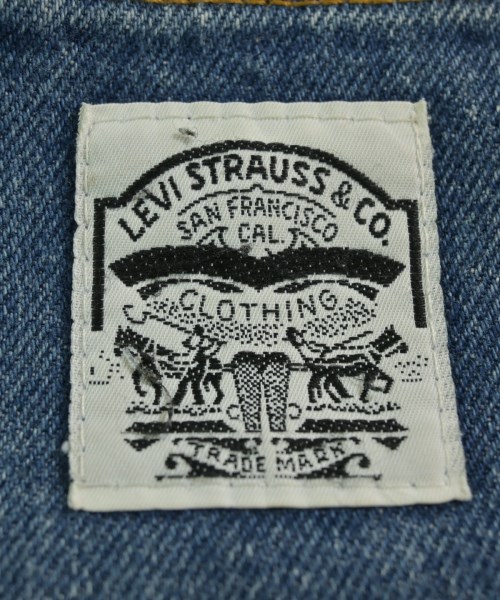 LEVI STRAUSS & CO.
SAN FRANCISCO
CAL.
CLOTHING
TRADE MARK